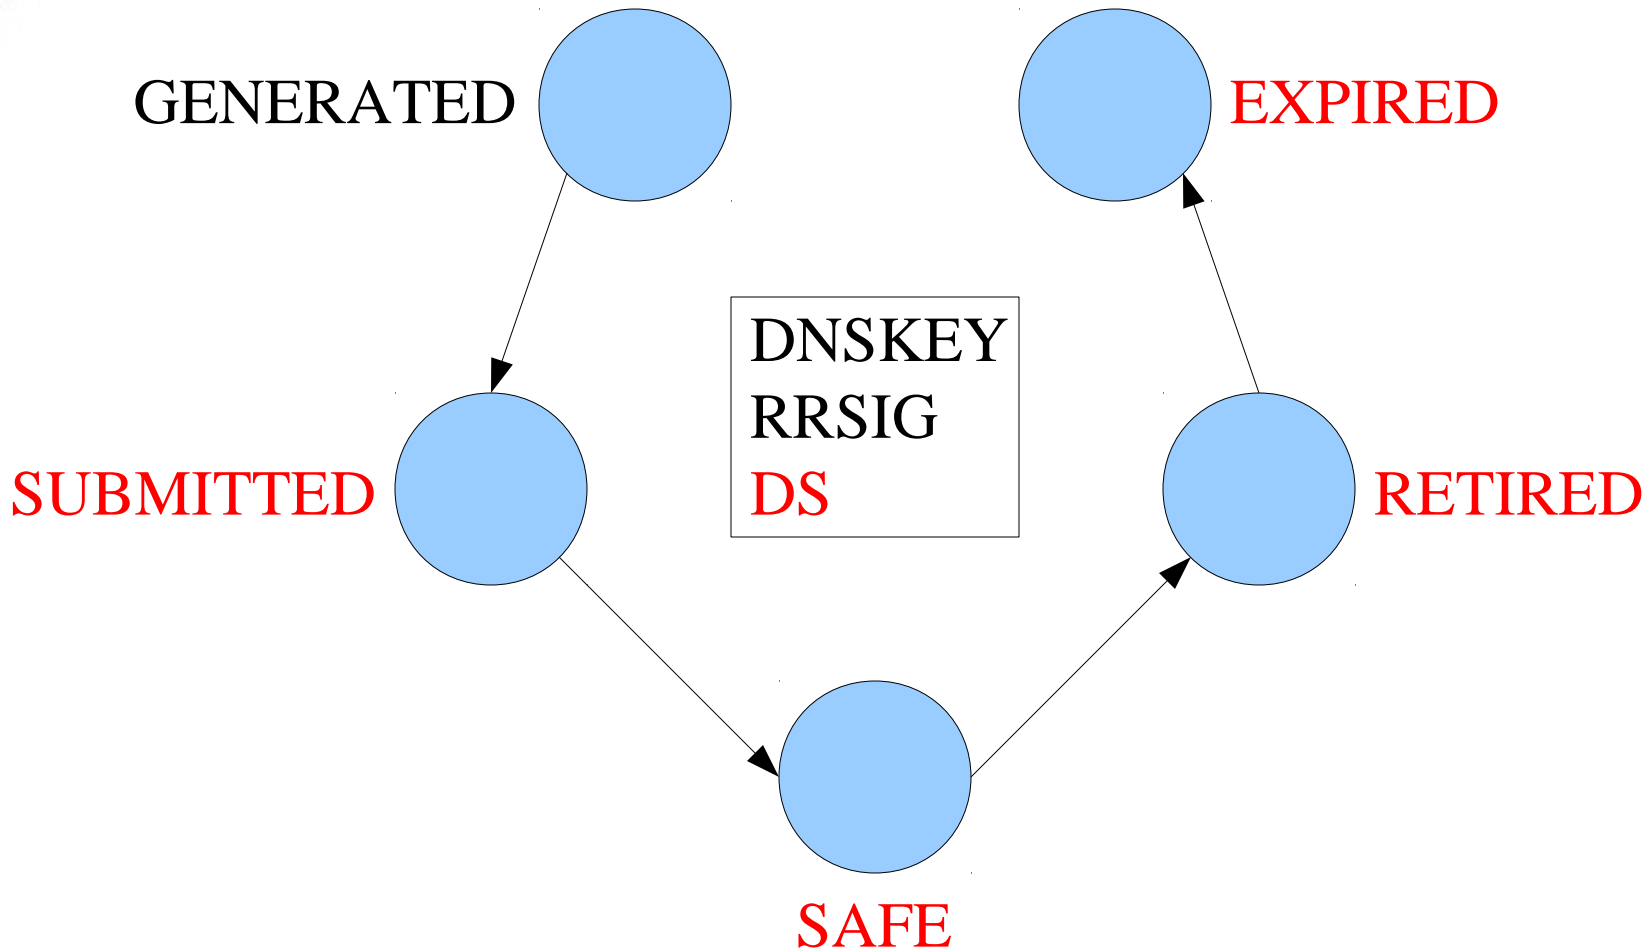 GENERATED
EXPIRED
DNSKEY
RRSIG
DS
SUBMITTED
RETIRED
SAFE